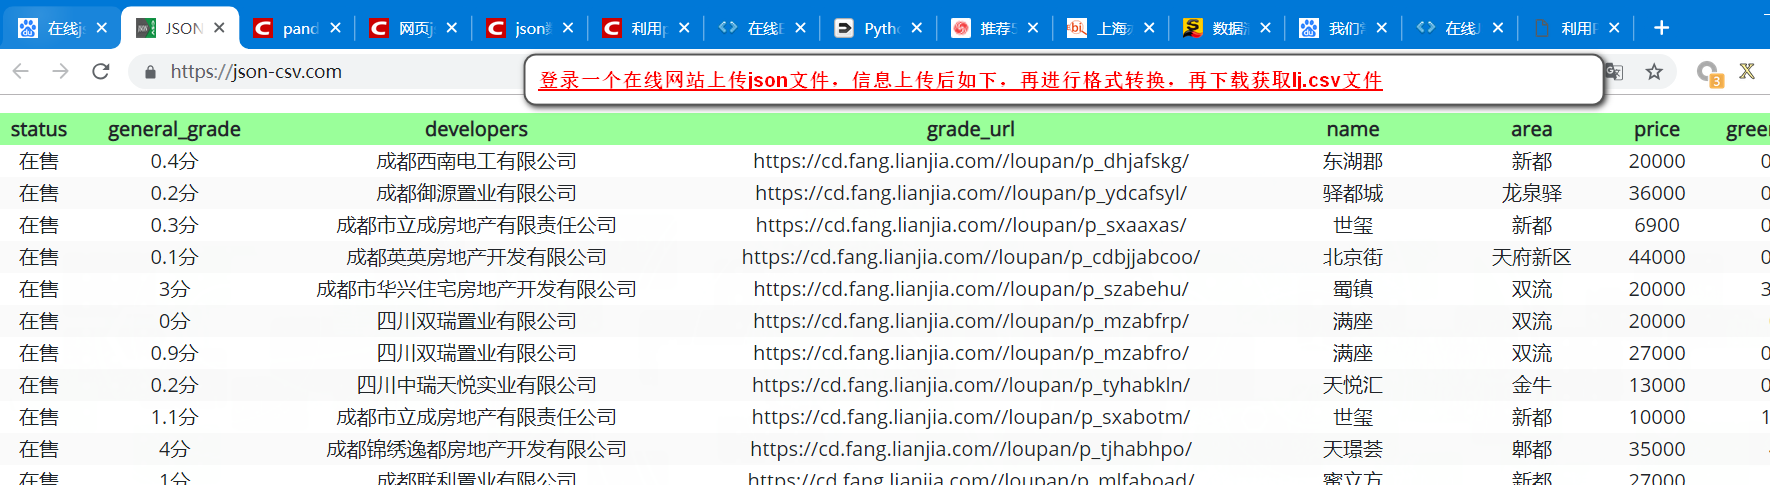 在线js JSON pand 网页js json数 利用p 在线E Pyth 推荐5 上海 数据清 我们常 在线J 利用P
https://json-csv.com
登录一个在线网站上传json文件，信息上传后如下，再进行格式转换，再下载获取lj.csv文件
3
status general_grade developers grade_url name area price gree
在售 0.4分 成都西南电工有限公司 https://cd.fang.lianjia.com//loupan/p_dhjafskg/ 东湖郡 新都 20000 0
在售 0.2分 成都御源置业有限公司 https://cd.fang.lianjia.com//loupan/p_ydcafsyl/ 驿都城 龙泉驿 36000 0
在售 0.3分 成都市立成房地产有限责任公司 https://cd.fang.lianjia.com//loupan/p_sxaaxas/ 世玺 新都 6900 0
在售 0.1分 成都英英房地产开发有限公司 https://cd.fang.lianjia.com//loupan/p_cdbjjabcoo/ 北京街 天府新区 44000 0
在售 3分 成都市华兴住宅房地产开发有限公司 https://cd.fang.lianjia.com//loupan/p_szabehu/ 蜀镇 双流 20000 3
在售 0分 四川双瑞置业有限公司 https://cd.fang.lianjia.com//loupan/p_mzabfrp/ 满座 双流 20000
在售 0.9分 四川双瑞置业有限公司 https://cd.fang.lianjia.com//loupan/p_mzabfro/ 满座 双流 27000 0
在售 0.2分 四川中瑞天悦实业有限公司 https://cd.fang.lianjia.com//loupan/p_tyhabkln/ 天悦汇 金牛 13000 0
在售 1.1分 成都市立成房地产有限责任公司 https://cd.fang.lianjia.com//loupan/p_sxabotm/ 世玺 新都 10000 1
在售 4分 成都锦绣逸都房地产开发有限公司 https://cd.fang.lianjia.com//loupan/p_tjhabhpo/ 天璟荟 郫都 35000
在售 1分 成都联利置业有限公司 https://cd.fang.lianjia.com//loupan/p_mlfaboad/ 蜜立方 新都 27000